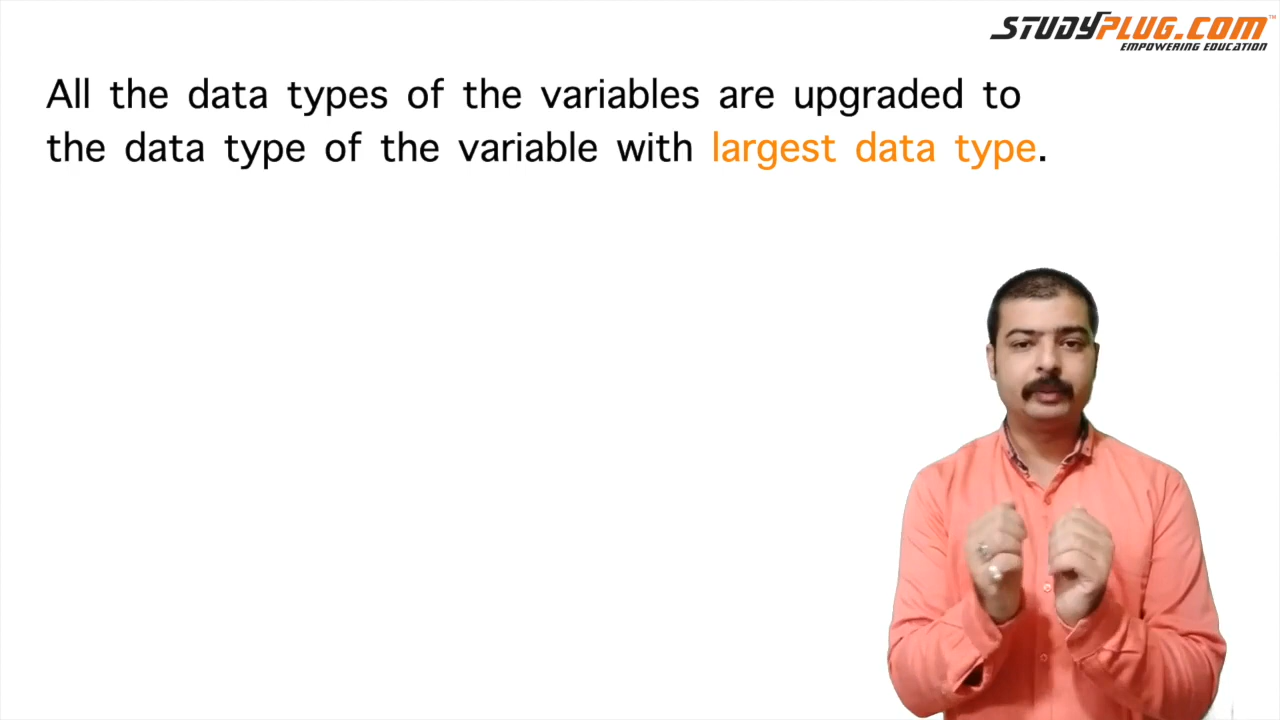 STUDYPLUG.COM™
EMPOWERING EDUCATION
All the data types of the variables are upgraded to
the data type of the variable with largest data type.